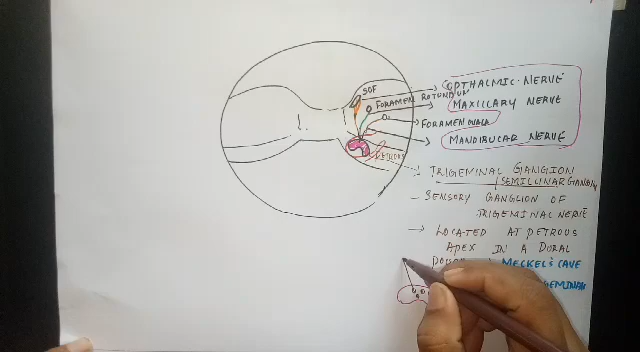 SOF
OPTHALMIC NERVE
FORAMEN ROTUNDUM
MAXILLARY NERVE
FORAMEN OVALE
MANDIBULAR NERVE
TRIGEMINAL GANGLION
/SEMILUNAR GANGLION
– SENSORY GANGLION OF
TRIGEMINAL NERVE
→ LOCATED AT PETROUS
APEX IN A DURAL
MECKEL'S CAVE